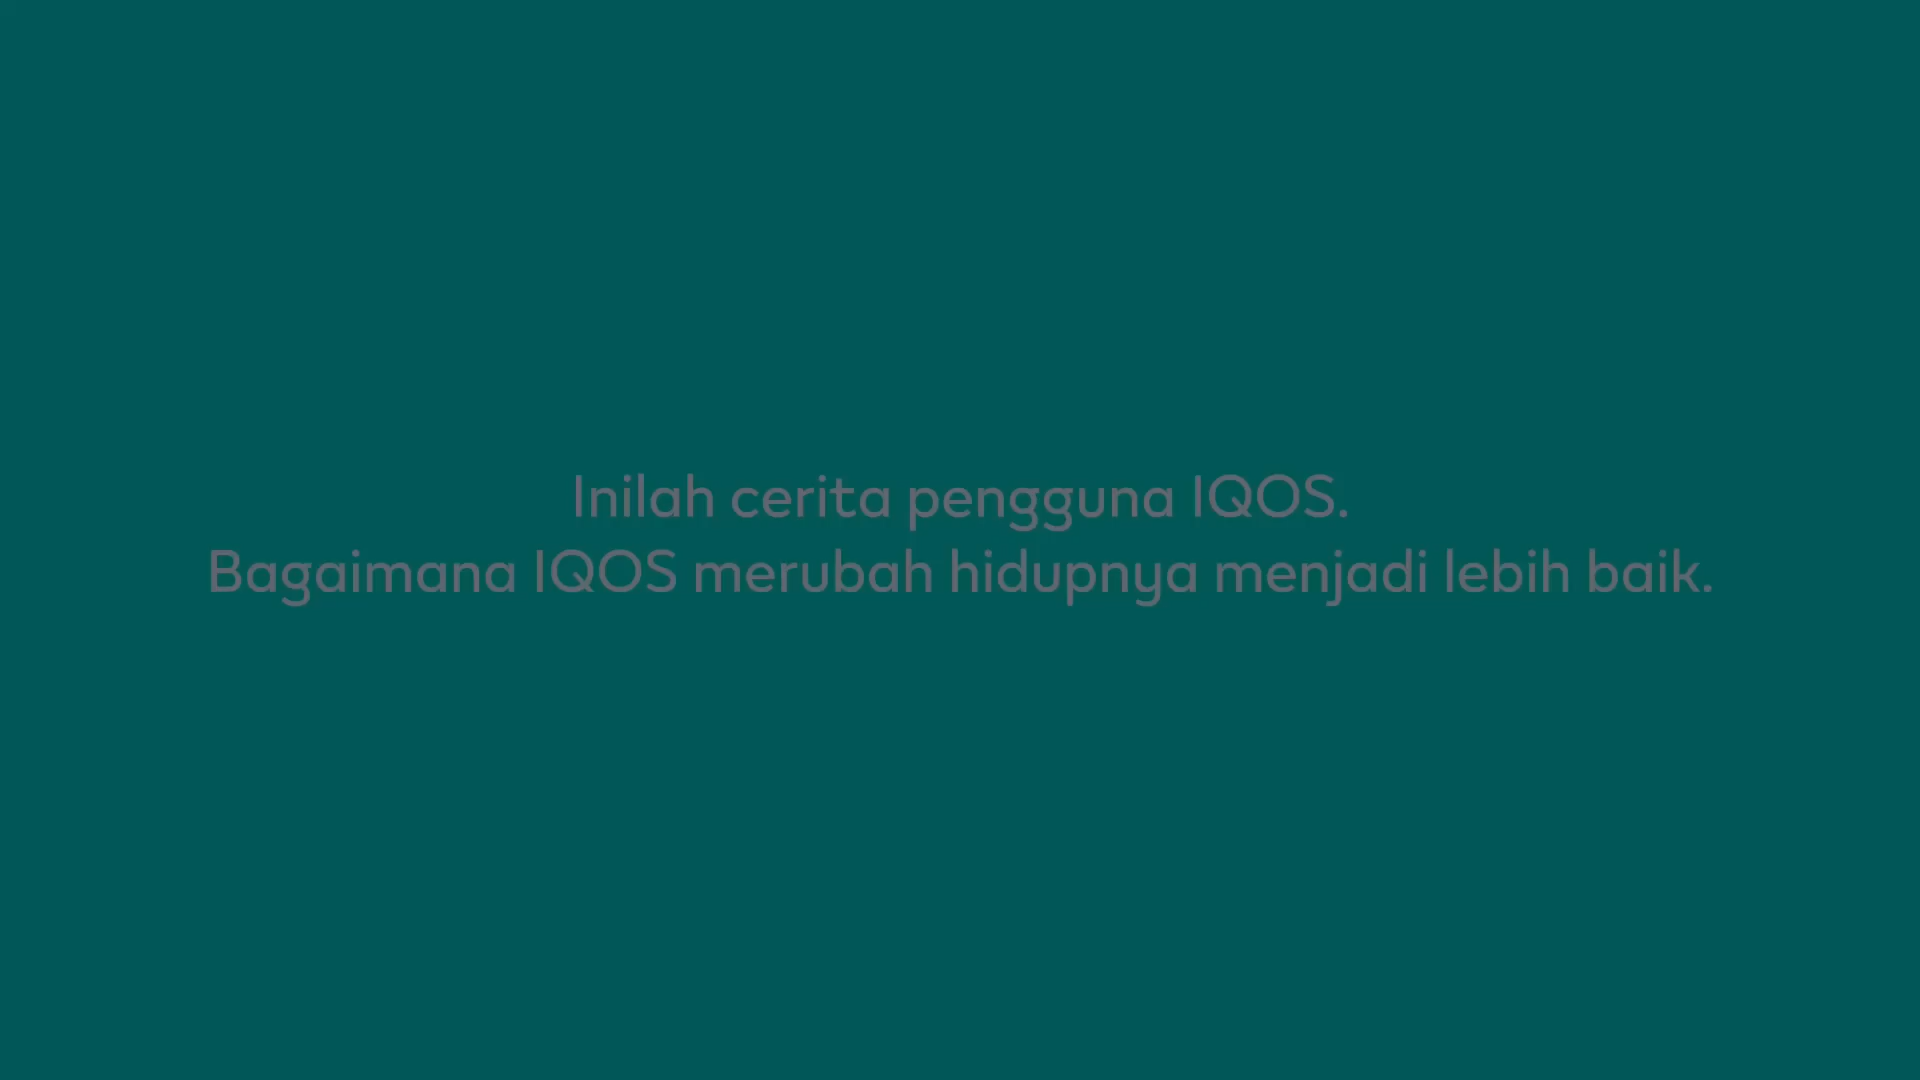 Inilah cerita pengguna IQOS.
Bagaimana IQOS merubah hidupnya menjadi lebih baik.